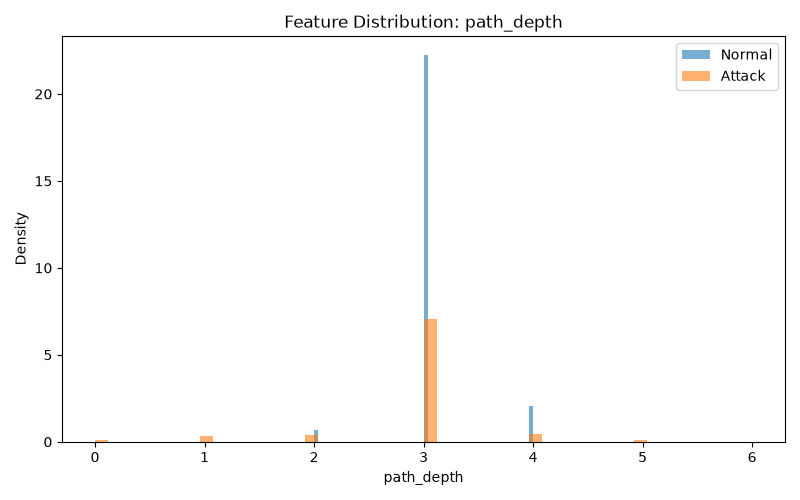 Feature Distribution: path_depth
Normal
Attack
Density
20
15
10
5
0
0 1 2 3 4 5 6
path_depth